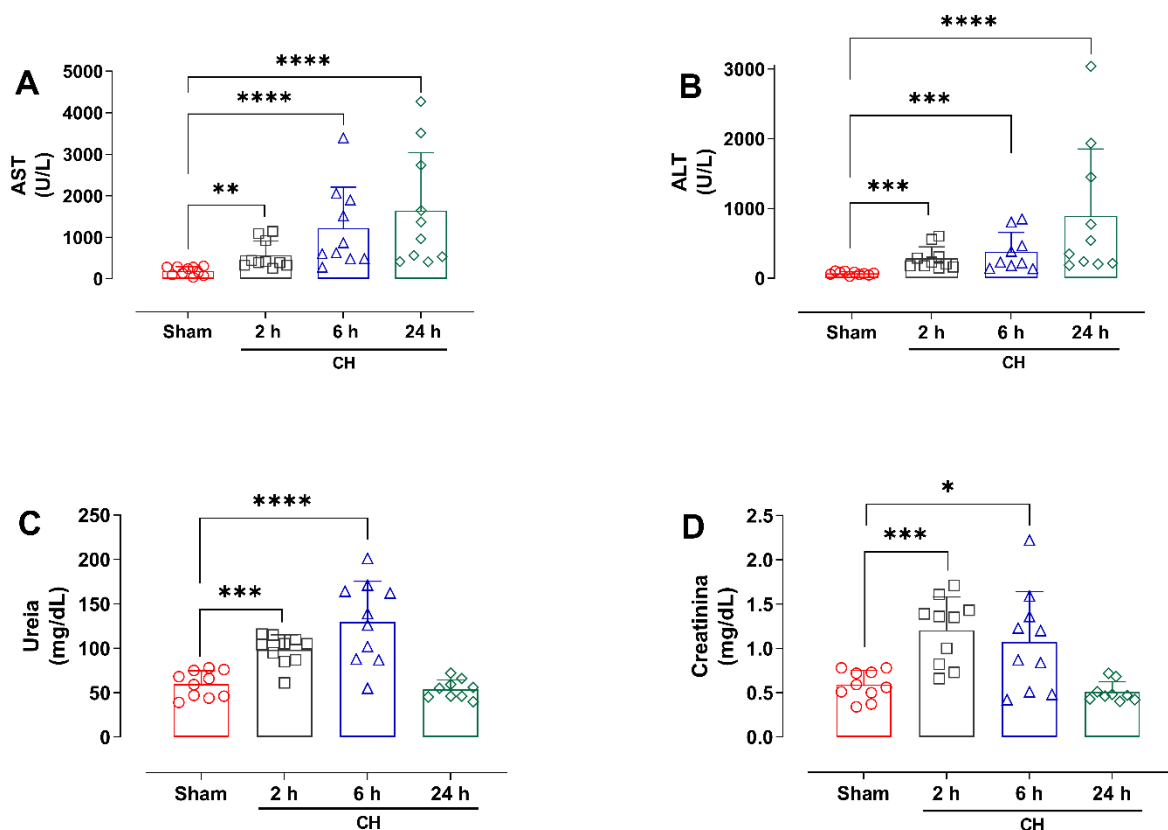 A
AST
(U/L)
5000
4000
3000
2000
1000
0
****
****
**
Sham 2 h 6 h 24 h
CH
B
ALT
(U/L)
3000
2000
1000
0
****
***
***
Sham 2 h 6 h 24 h
CH
C
Ureia
(mg/dL)
250
200
150
100
50
0
****
***
Sham 2 h 6 h 24 h
CH
D
Creatinina
(mg/dL)
2.5
2.0
1.5
1.0
0.5
0.0
*
***
Sham 2 h 6 h 24 h
CH